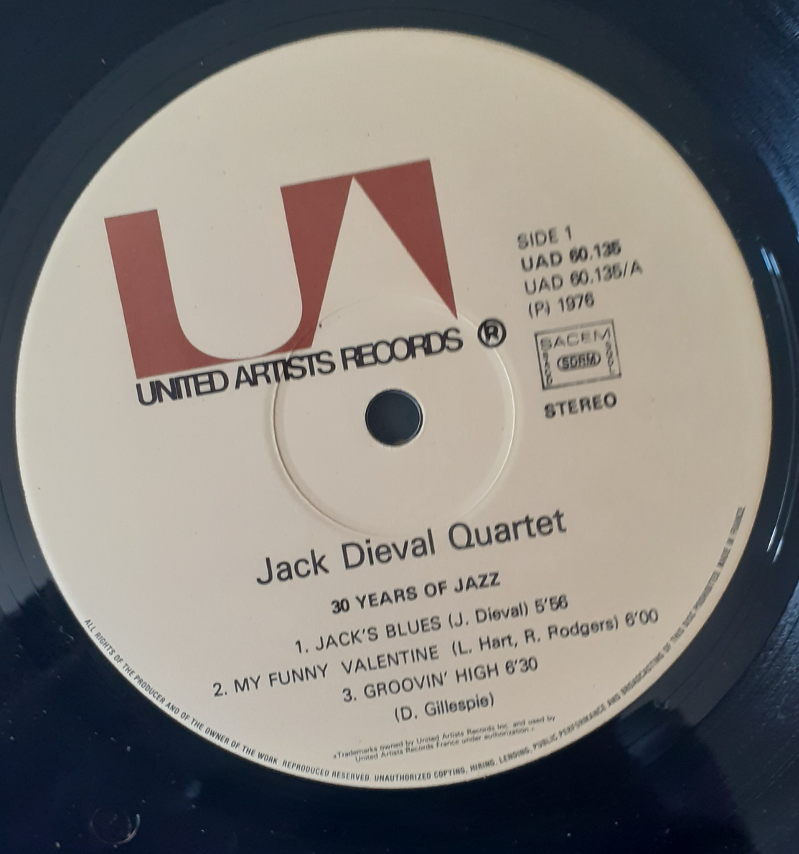 UA
UNITED ARTISTS RECORDS ®
SIDE 1
UAD 60.135
UAD 60.135/A
(P) 1976
SACEM
SDRM
STEREO
Jack Dieval Quartet
30 YEARS OF JAZZ
1. JACK'S BLUES (J. Dieval) 5'56
2. MY FUNNY VALENTINE (L. Hart, R. Rodgers) 6'00
3. GROOVIN' HIGH 6'30
(D. Gillespie)
«Trademarks owned by United Artists Records Inc. and used by
United Artists Records France under authorization.»
ALL RIGHTS OF THE PRODUCER AND OF THE OWNER OF THE WORK REPRODUCED RESERVED. UNAUTHORIZED COPYING, HIRING, LENDING, PUBLIC PERFORMANCE AND BROADCASTING OF THIS DISC PROHIBITED MADE IN FRANCE